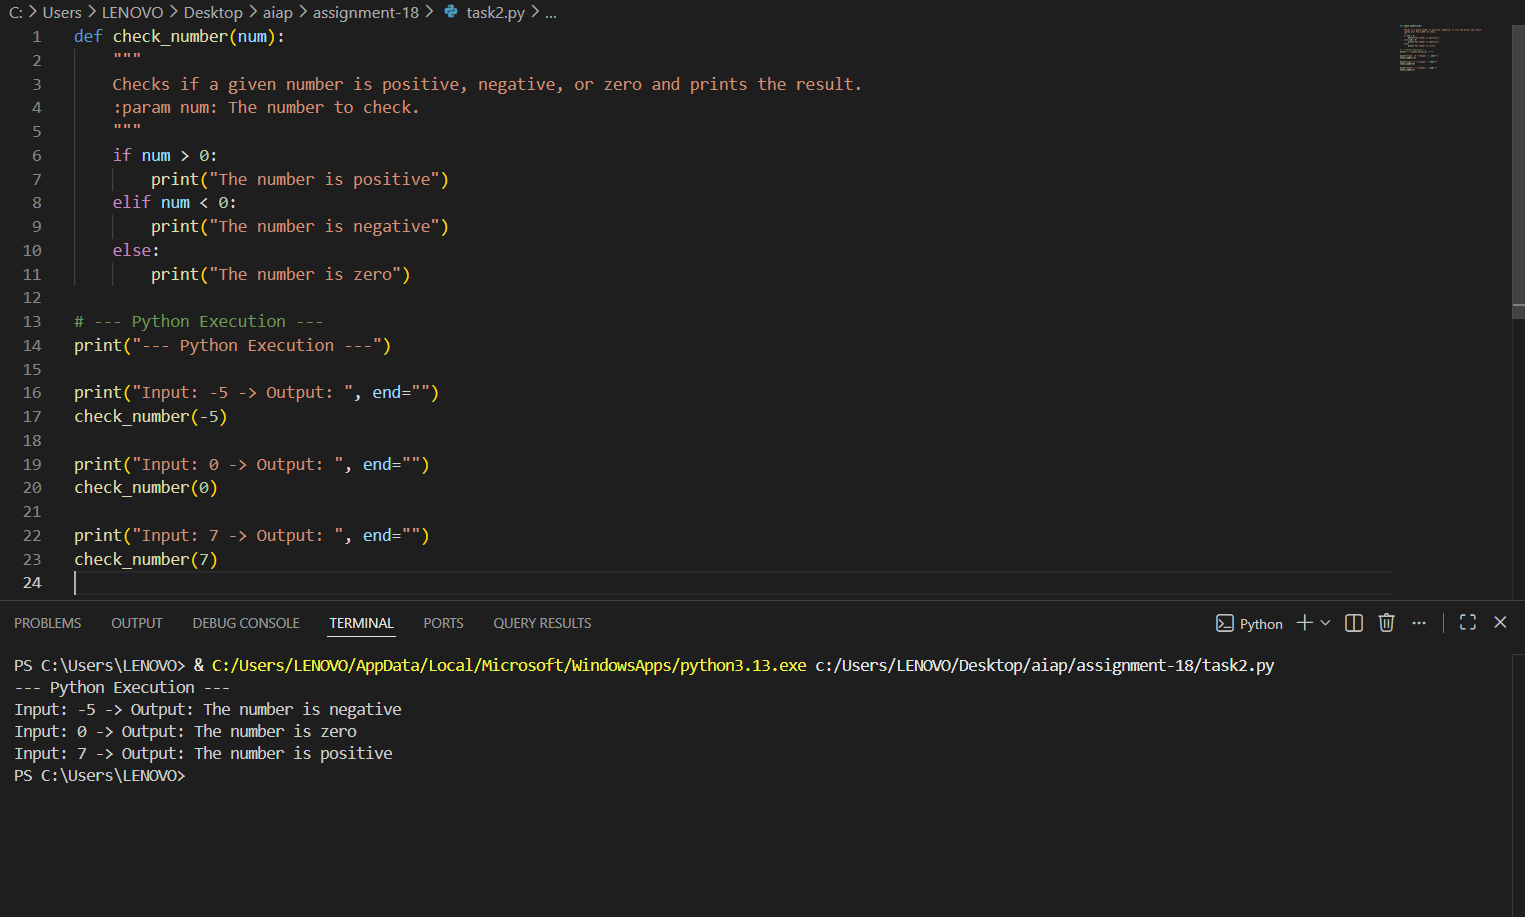 C: > Users > LENOVO > Desktop > aiap > assignment-18 > task2.py > ...
1 def check_number(num):
2     """
3     Checks if a given number is positive, negative, or zero and prints the result.
4     :param num: The number to check.
5     """
6     if num > 0:
7         print("The number is positive")
8     elif num < 0:
9         print("The number is negative")
10     else:
11         print("The number is zero")
12
13 # --- Python Execution ---
14 print("--- Python Execution ---")
15
16 print("Input: -5 -> Output: ", end="")
17 check_number(-5)
18
19 print("Input: 0 -> Output: ", end="")
20 check_number(0)
21
22 print("Input: 7 -> Output: ", end="")
23 check_number(7)
24
PROBLEMS OUTPUT DEBUG CONSOLE TERMINAL PORTS QUERY RESULTS Python
PS C:\Users\LENOVO> & C:/Users/LENOVO/AppData/Local/Microsoft/WindowsApps/python3.13.exe c:/Users/LENOVO/Desktop/aiap/assignment-18/task2.py
--- Python Execution ---
Input: -5 -> Output: The number is negative
Input: 0 -> Output: The number is zero
Input: 7 -> Output: The number is positive
PS C:\Users\LENOVO>